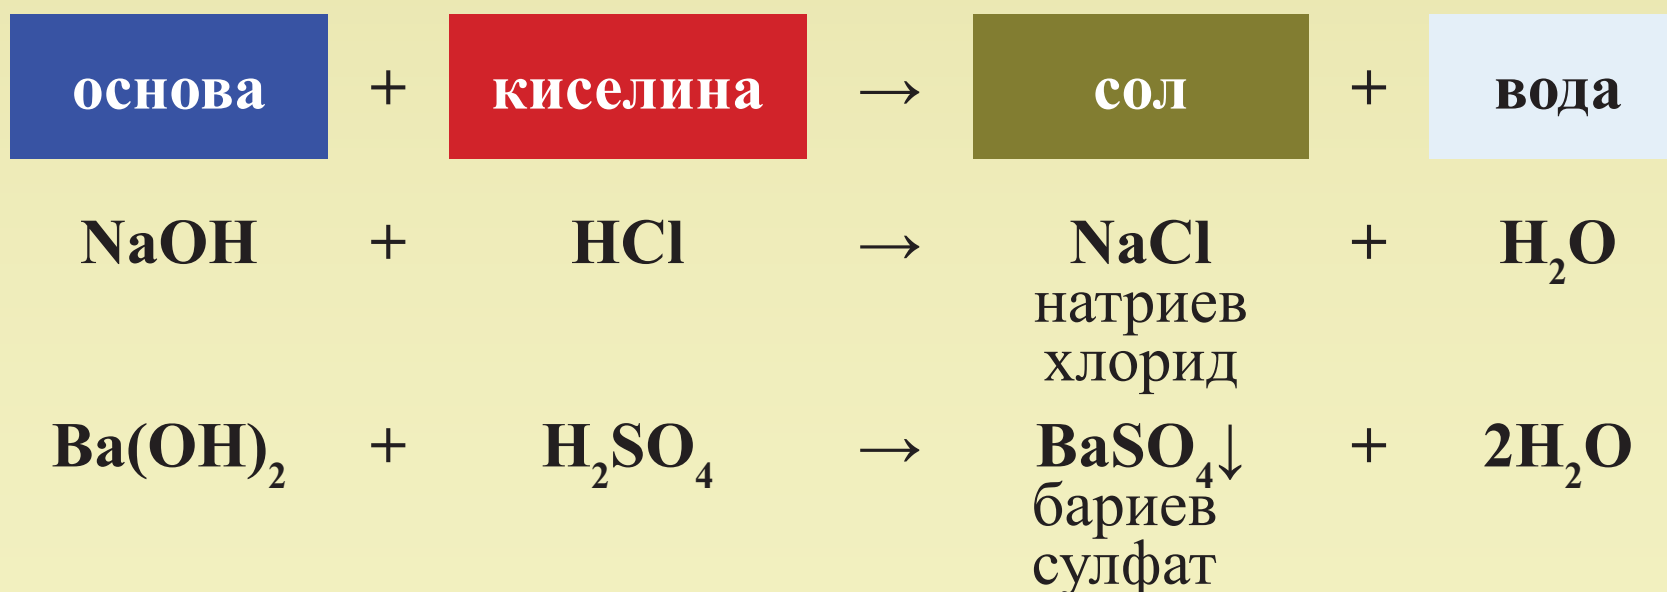 основа + киселина → сол + вода
NaOH + HCl → NaCl + H₂O
натриев
хлорид
Ba(OH)₂ + H₂SO₄ → BaSO₄↓ + 2H₂O
бариев
сулфат